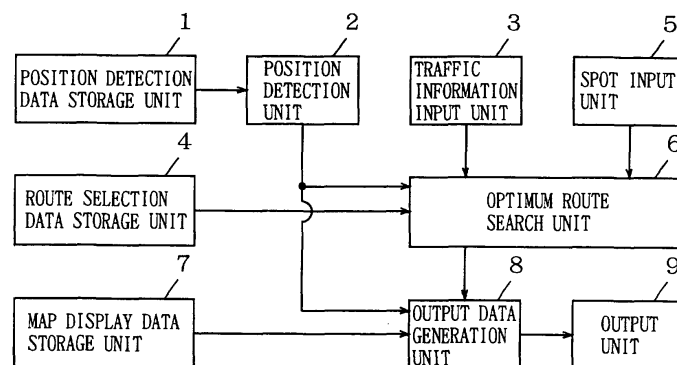 1
POSITION DETECTION
DATA STORAGE UNIT
2
POSITION
DETECTION
UNIT
3
TRAFFIC
INFORMATION
INPUT UNIT
5
SPOT INPUT
UNIT
4
ROUTE SELECTION
DATA STORAGE UNIT
6
OPTIMUM ROUTE
SEARCH UNIT
7
MAP DISPLAY DATA
STORAGE UNIT
8
OUTPUT DATA
GENERATION
UNIT
9
OUTPUT
UNIT